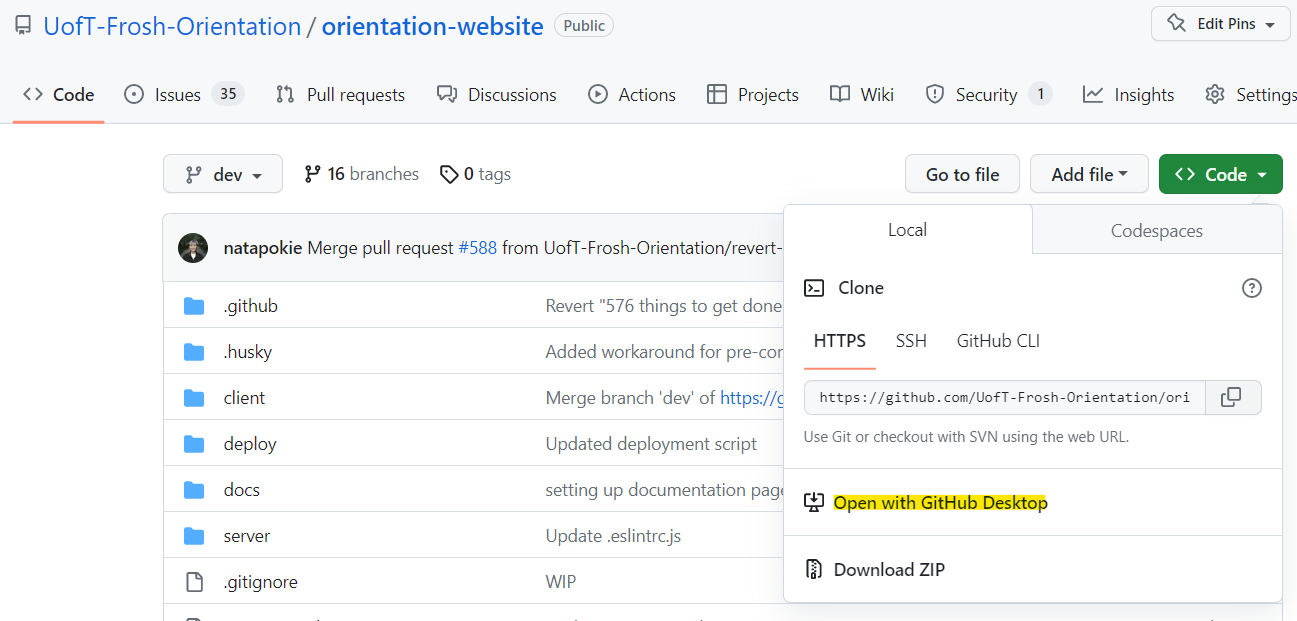 UofT-Frosh-Orientation / orientation-website Public Edit Pins
Code Issues 35 Pull requests Discussions Actions Projects Wiki Security 1 Insights Settings
dev 16 branches 0 tags Go to file Add file Code
Local Codespaces
natapokie Merge pull request #588 from UofT-Frosh-Orientation/revert-
Clone
.github Revert "576 things to get done
HTTPS SSH GitHub CLI
.husky Added workaround for pre-cor
client Merge branch 'dev' of https://g
https://github.com/UofT-Frosh-Orientation/ori
Use Git or checkout with SVN using the web URL.
deploy Updated deployment script
docs setting up documentation page
Open with GitHub Desktop
server Update .eslintrc.js
Download ZIP
.gitignore WIP